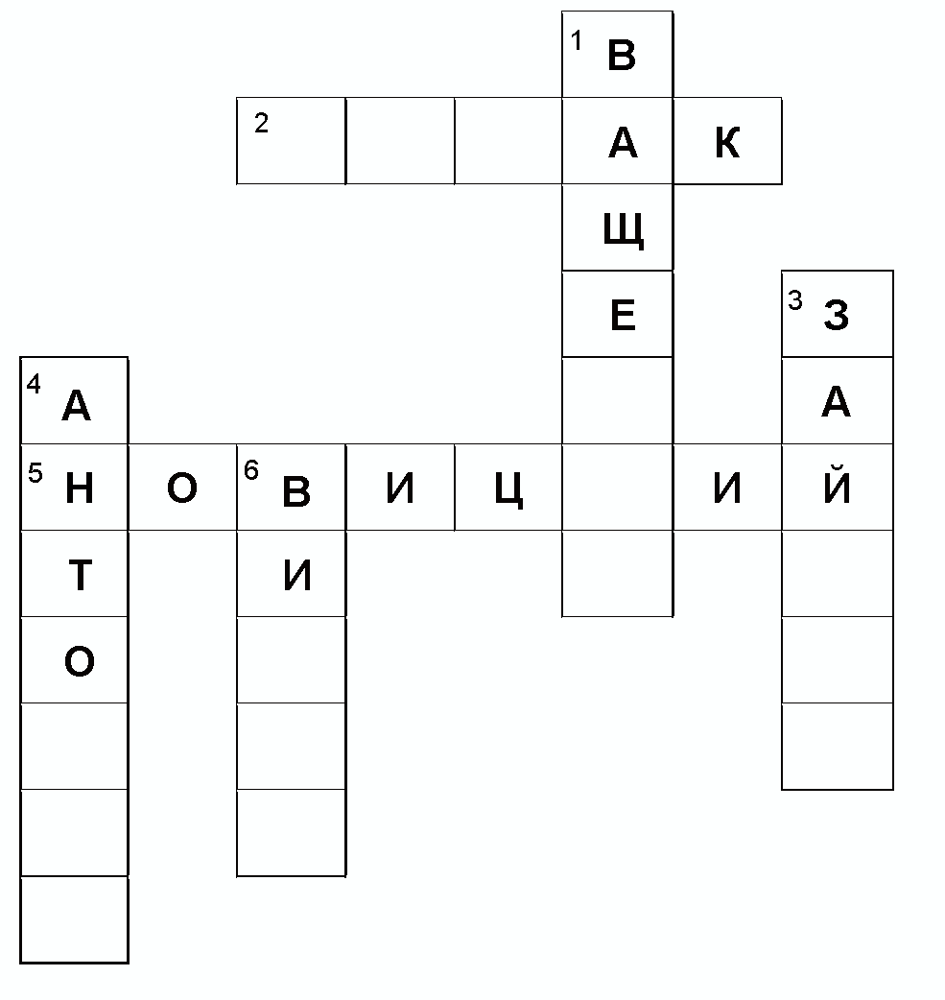 1 В
2 А К
Щ
Е 3 З
4 А А
5 Н О 6 В И Ц И Й
Т И
О